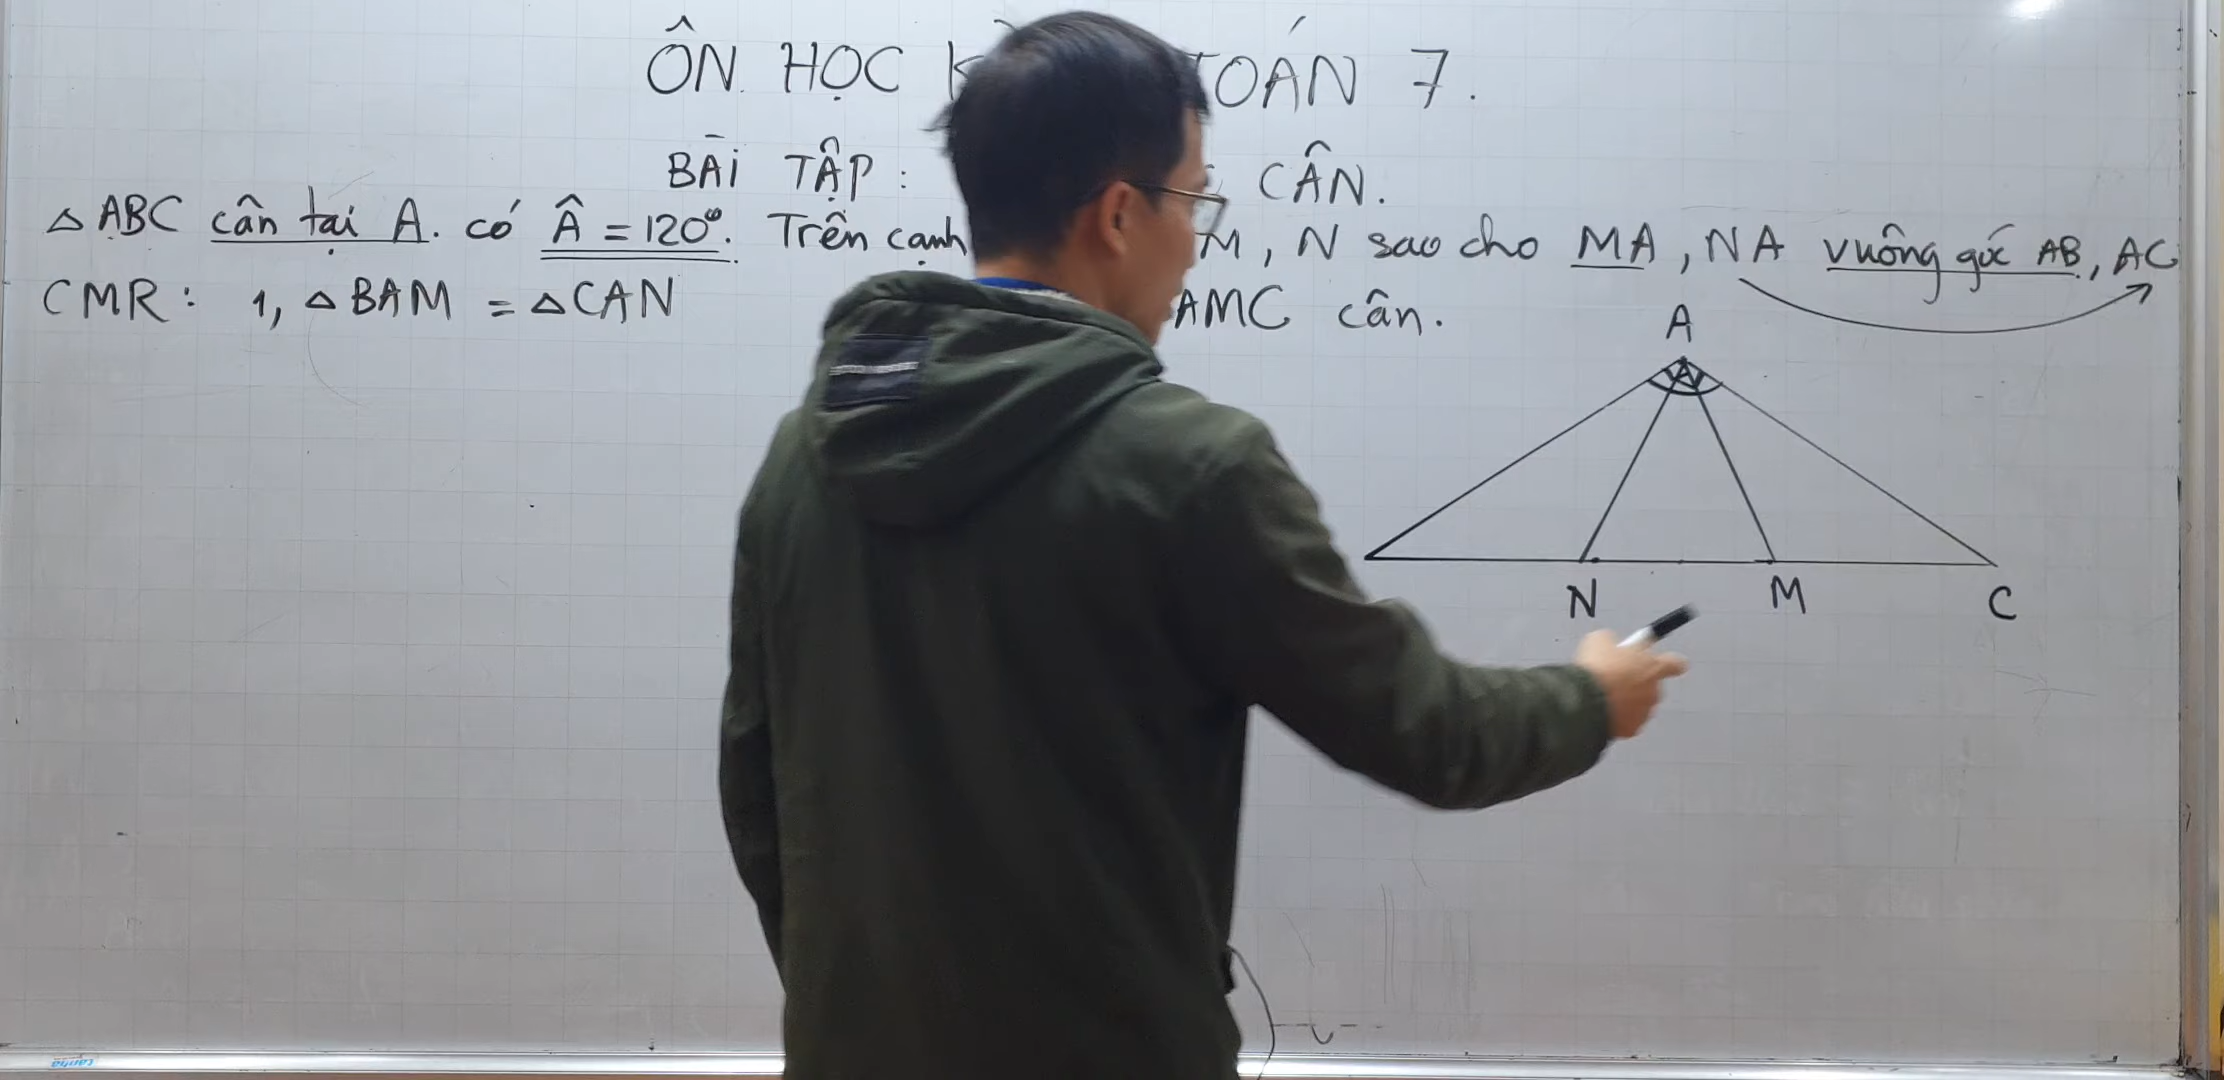 ÔN HỌC TOÁN 7.
BÀI TẬP: CÂN.
△ABC cân tại A. có Â = 120°. Trên cạnh M, N sao cho MA, NA vuông góc AB, AC
CMR: 1, △BAM = △CAN AMC cân.
A
N M C